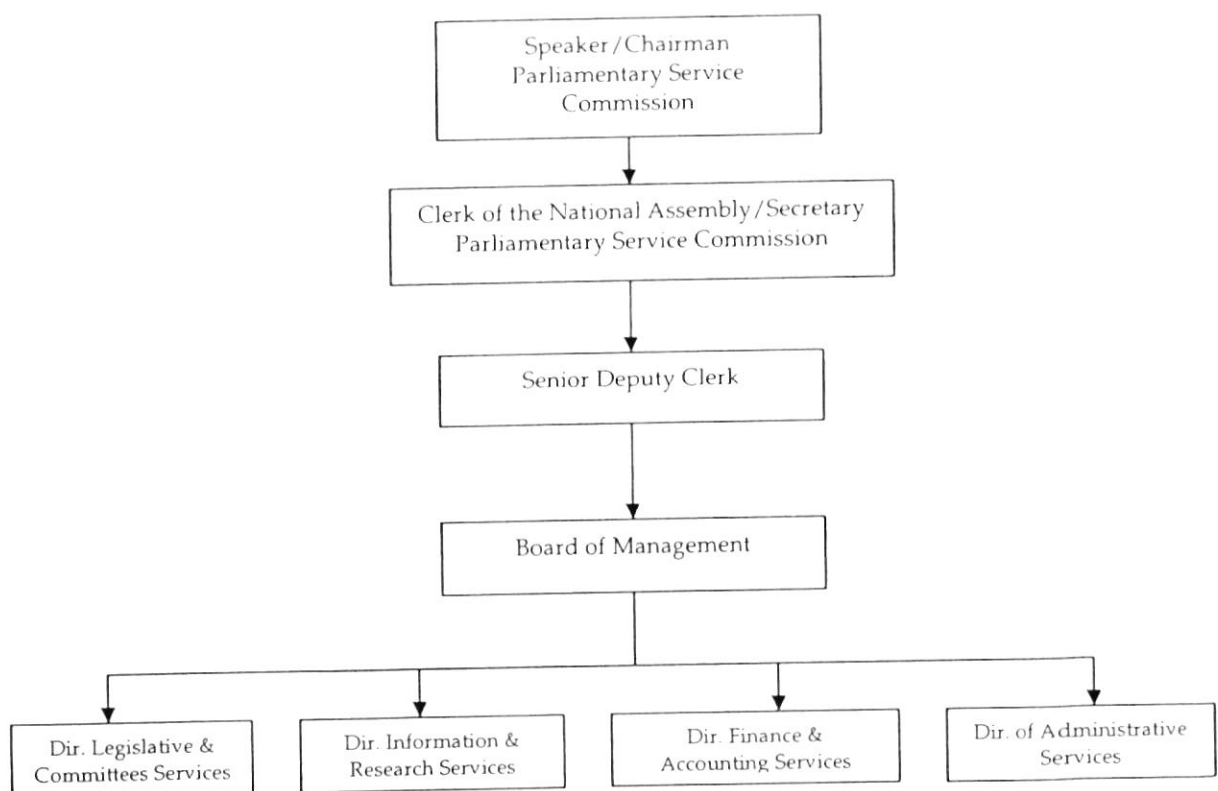 Speaker/Chairman
Parliamentary Service
Commission
Clerk of the National Assembly/Secretary
Parliamentary Service Commission
Senior Deputy Clerk
Board of Management
Dir. Legislative &
Committees Services
Dir. Information &
Research Services
Dir. Finance &
Accounting Services
Dir. of Administrative
Services